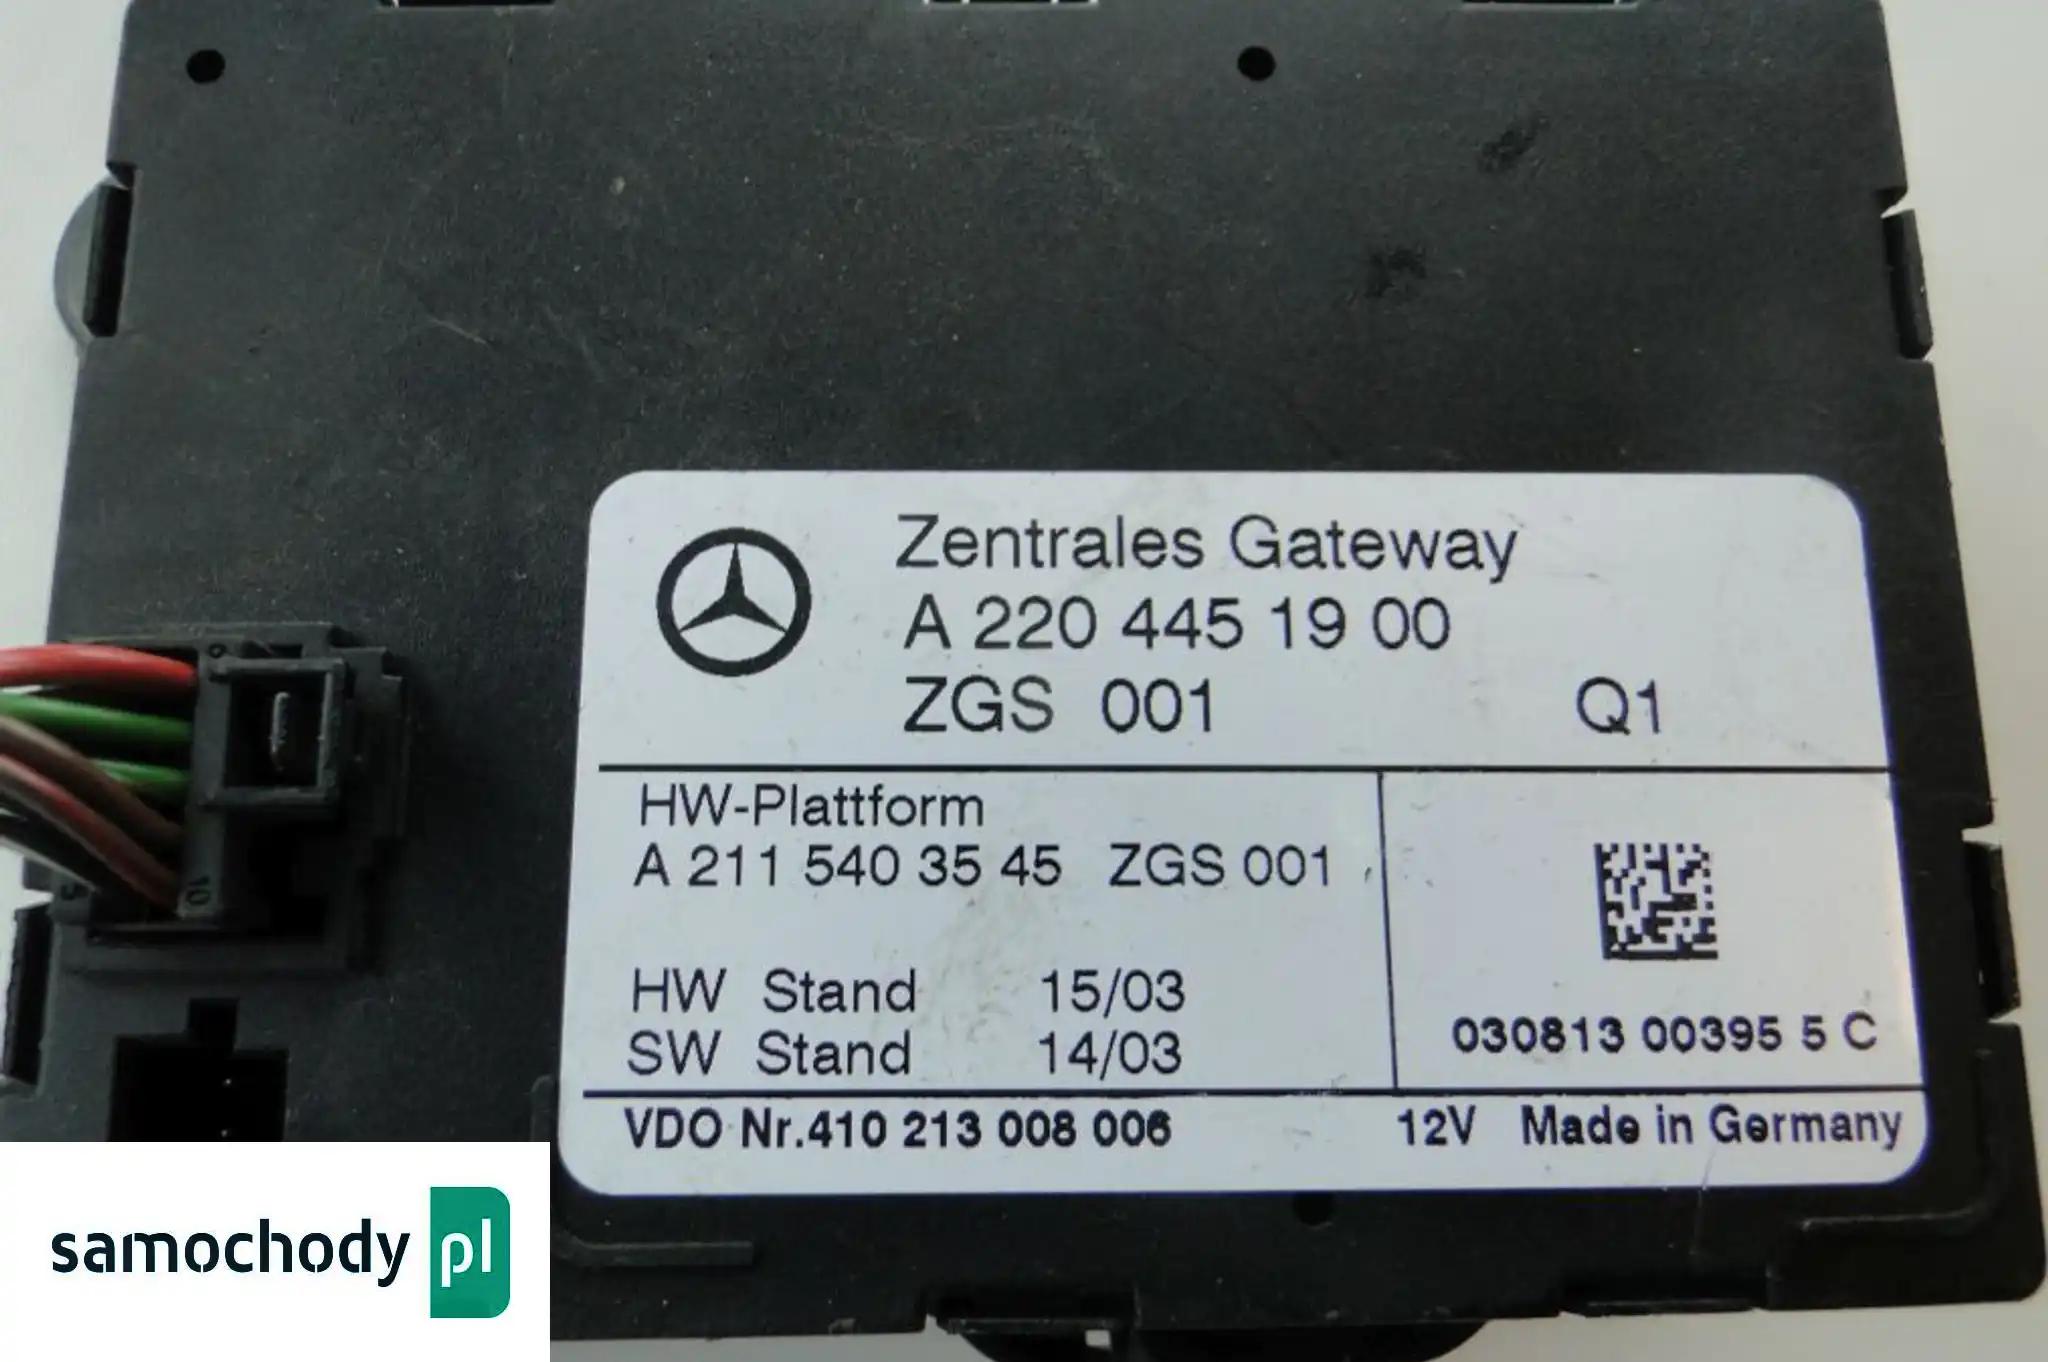 Zentrales Gateway
A 220 445 19 00
ZGS 001 Q1
HW-Plattform
A 211 540 35 45 ZGS 001
HW Stand 15/03
SW Stand 14/03
030813 00395 5 C
VDO Nr.410 213 008 006 12V Made in Germany
10
samochody pl